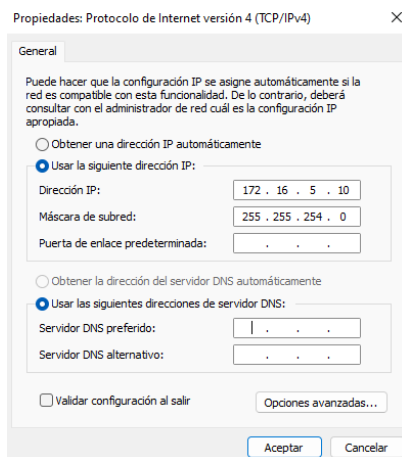 Propiedades: Protocolo de Internet versión 4 (TCP/IPv4)
General
Puede hacer que la configuración IP se asigne automáticamente si la
red es compatible con esta funcionalidad. De lo contrario, deberá
consultar con el administrador de red cuál es la configuración IP
apropiada.
Obtener una dirección IP automáticamente
Usar la siguiente dirección IP:
Dirección IP: 172 . 16 . 5 . 10
Máscara de subred: 255 . 255 . 254 . 0
Puerta de enlace predeterminada: . . .
Obtener la dirección del servidor DNS automáticamente
Usar las siguientes direcciones de servidor DNS:
Servidor DNS preferido: . . .
Servidor DNS alternativo: . . .
Validar configuración al salir
Opciones avanzadas...
Aceptar Cancelar